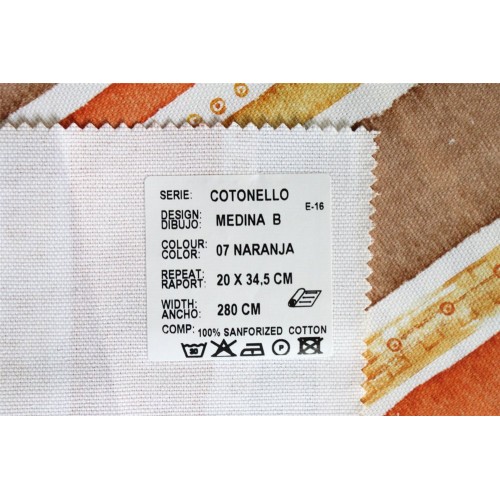 SERIE: COTONELLO
E-16
DESIGN:
DIBUJO: MEDINA B
COLOUR:
COLOR: 07 NARANJA
REPEAT
RAPORT: 20 X 34,5 CM
WIDTH:
ANCHO: 280 CM
COMP: 100% SANFORIZED COTTON
30 P